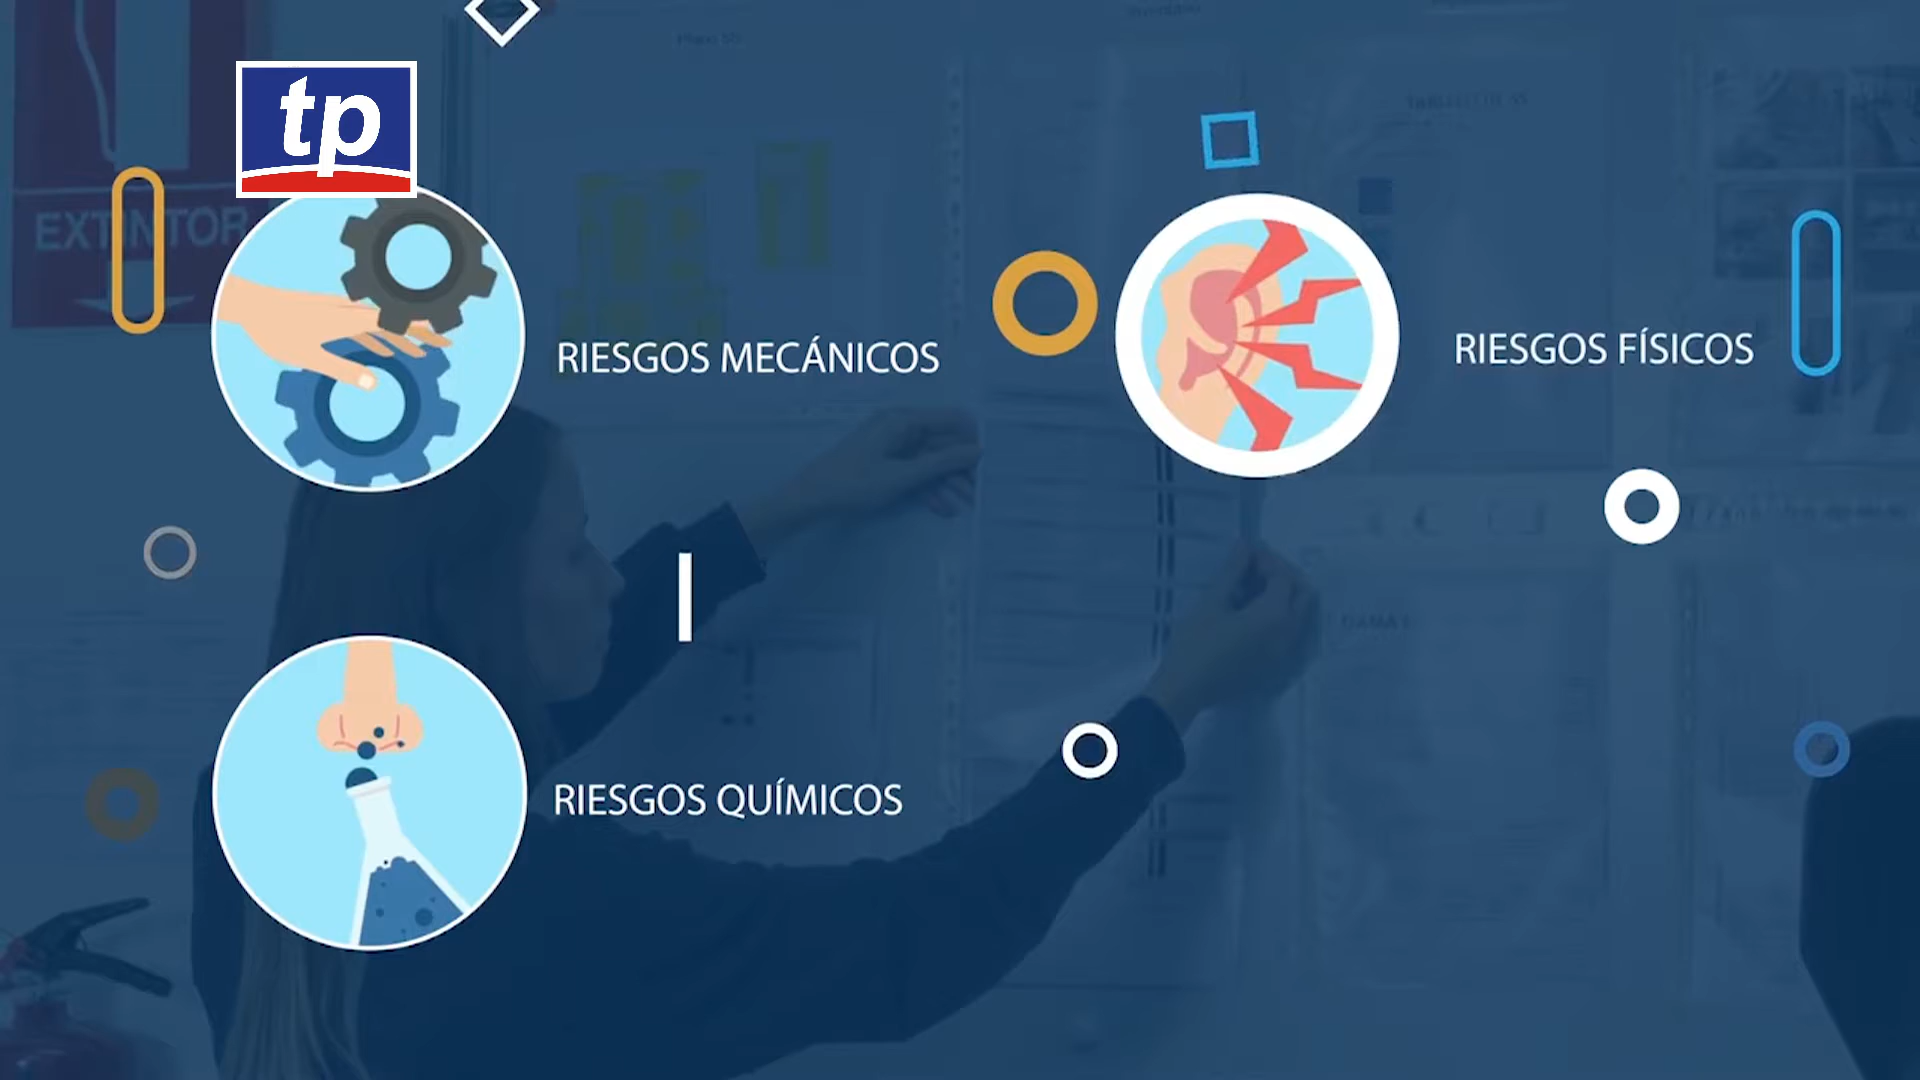 tp
EXTINTOR
RIESGOS MECÁNICOS
RIESGOS FÍSICOS
RIESGOS QUÍMICOS